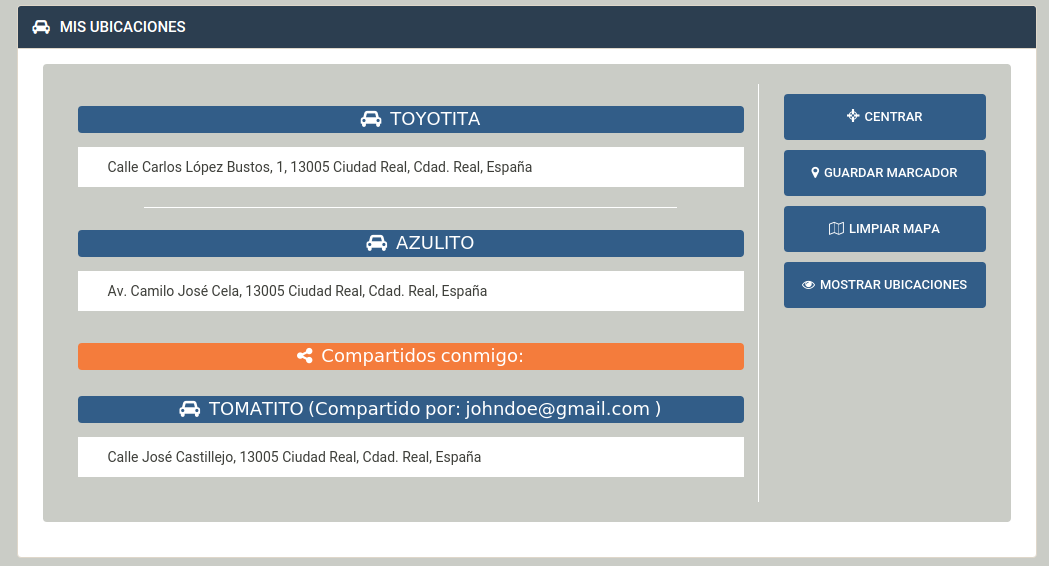 MIS UBICACIONES
TOYOTITA
Calle Carlos López Bustos, 1, 13005 Ciudad Real, Cdad. Real, España
AZULITO
Av. Camilo José Cela, 13005 Ciudad Real, Cdad. Real, España
Compartidos conmigo:
TOMATITO (Compartido por: johndoe@gmail.com )
Calle José Castillejo, 13005 Ciudad Real, Cdad. Real, España
CENTRAR
GUARDAR MARCADOR
LIMPIAR MAPA
MOSTRAR UBICACIONES